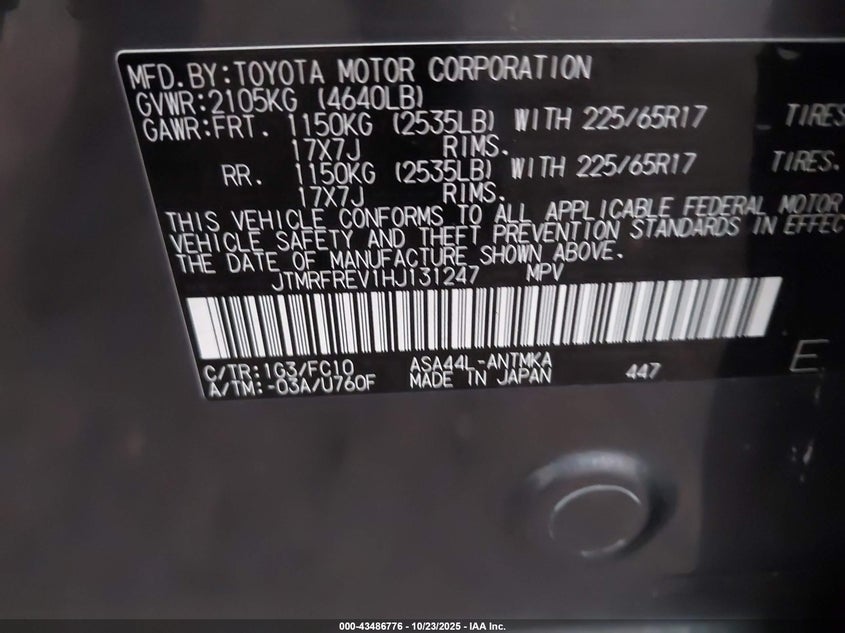 MFD.BY:TOYOTA MOTOR CORPORATION
GVWR:2105KG (4640LB)
GAWR:FRT. 1150KG (2535LB) WITH 225/65R17 TIRES
17X7J RIMS.
RR. 1150KG (2535LB) WITH 225/65R17 TIRES.
17X7J RIMS.
THIS VEHICLE CONFORMS TO ALL APPLICABLE FEDERAL MOTOR
VEHICLE SAFETY AND THEFT PREVENTION STANDARDS IN EFFEC
THE DATE OF MANUFACTURE SHOWN ABOVE.
JTMRFREV1HJ131247 MPV
C/TR:1G3/FC10 ASA44L-ANTMKA 447 E
A/TM:-03A/U760F MADE IN JAPAN
000-43486776 - 10/23/2025 - IAA Inc.